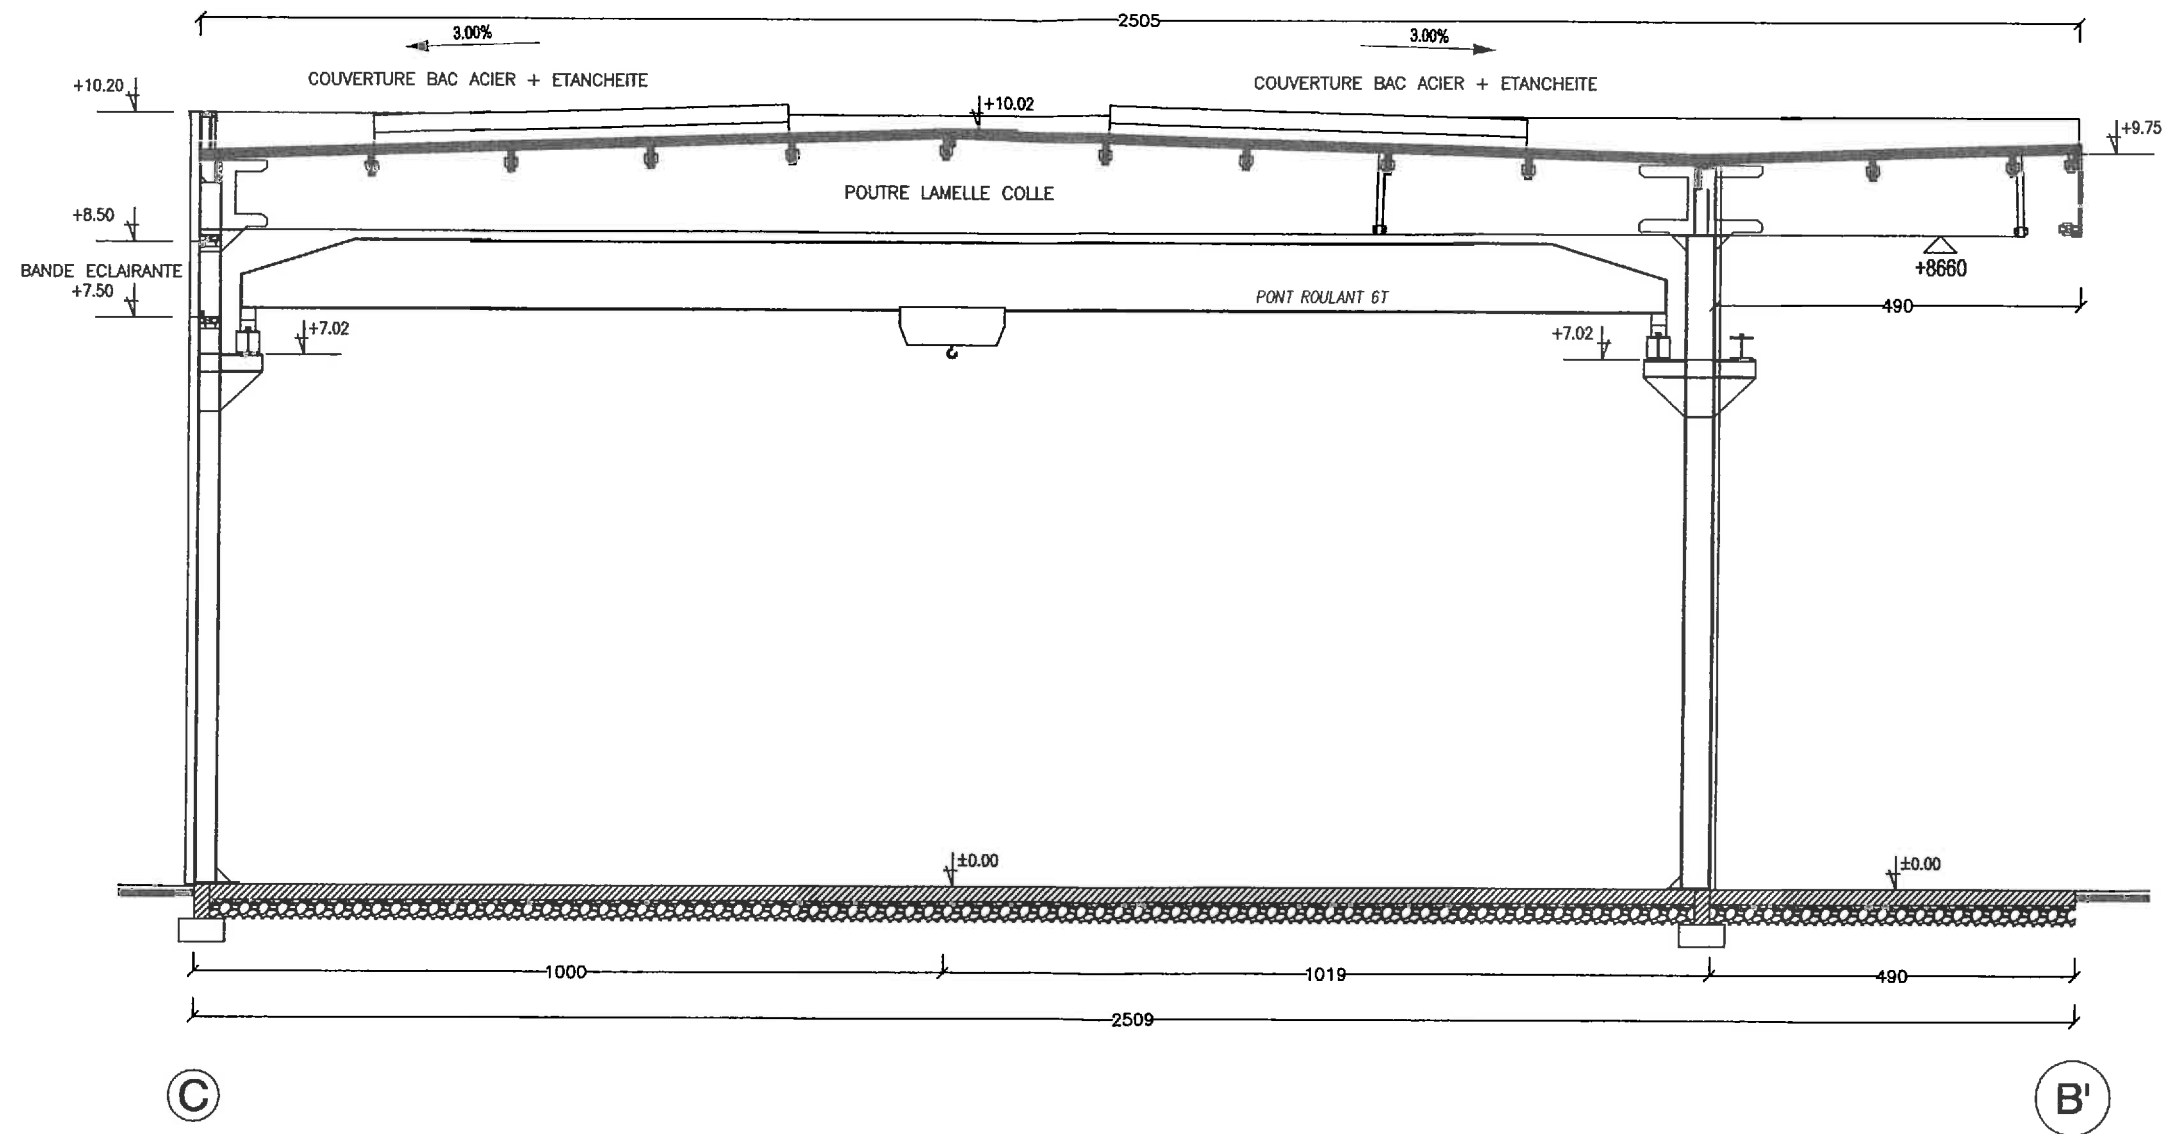 2505
3.00%
3.00%
COUVERTURE BAC ACIER + ETANCHEITE
COUVERTURE BAC ACIER + ETANCHEITE
+10.20
+10.02
+9.75
POUTRE LAMELLE COLLE
+8.50
BANDE ECLAIRANTE
+8660
+7.50
PONT ROULANT 6T
490
+7.02
+7.02
±0.00
±0.00
1000
1019
490
2509
C
B'